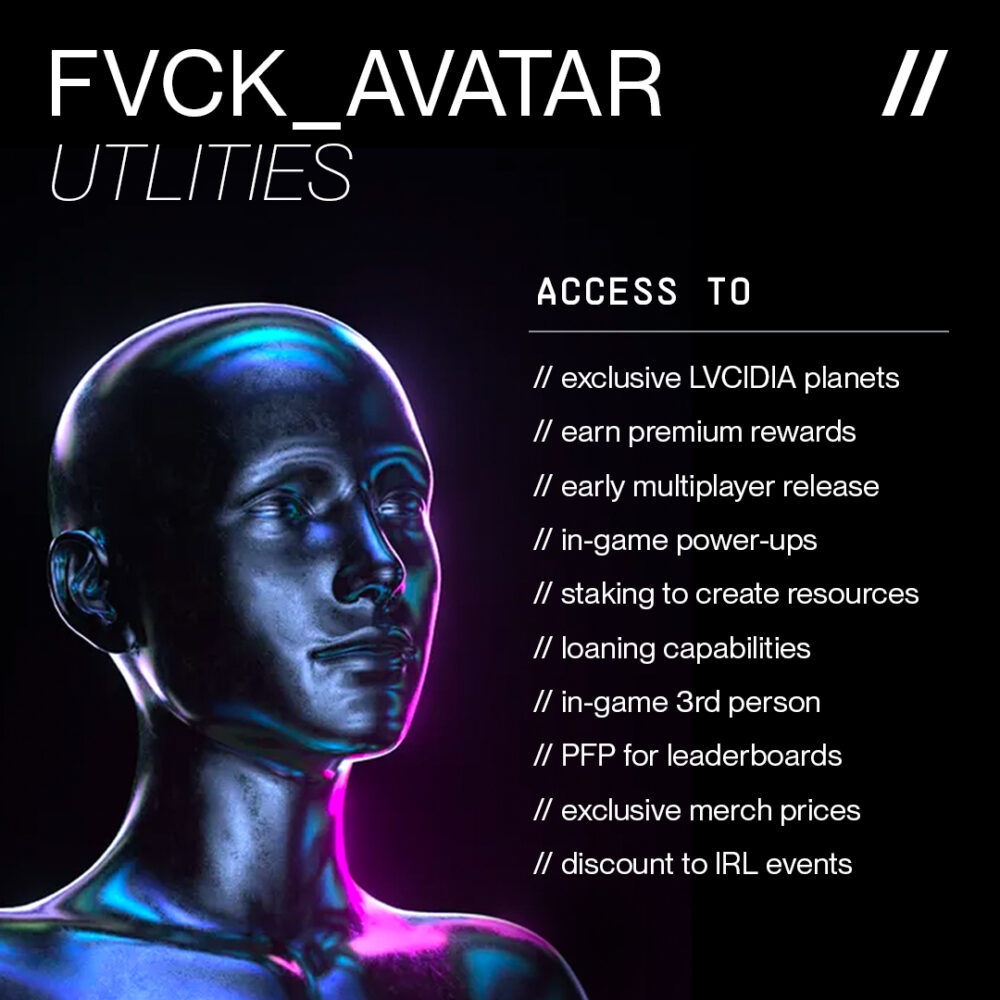 FVCK_AVATAR //
UTLITIES
ACCESS TO
// exclusive LVCIDIA planets
// earn premium rewards
// early multiplayer release
// in-game power-ups
// staking to create resources
// loaning capabilities
// in-game 3rd person
// PFP for leaderboards
// exclusive merch prices
// discount to IRL events